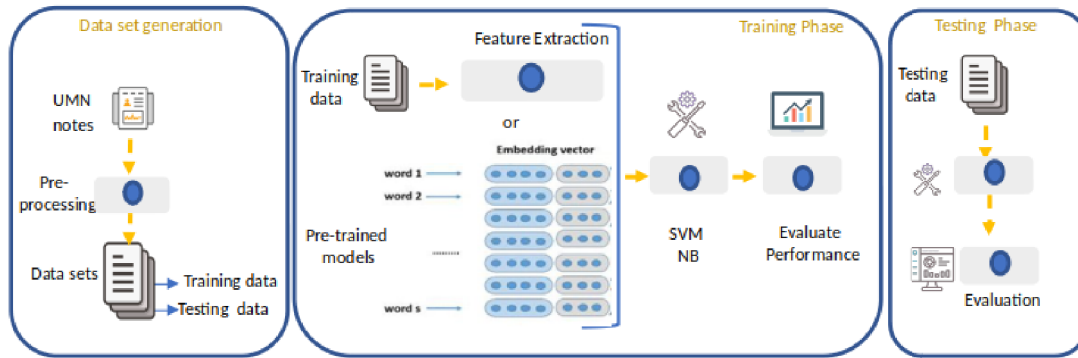 Data set generation
UMN
notes
Pre-
processing
Data sets
Training data
Testing data
Training Phase
Feature Extraction
Training
data
or
Embedding vector
word 1
word 2
Pre-trained
models
........
word s
SVM
NB
Evaluate
Performance
Testing Phase
Testing
data
Evaluation